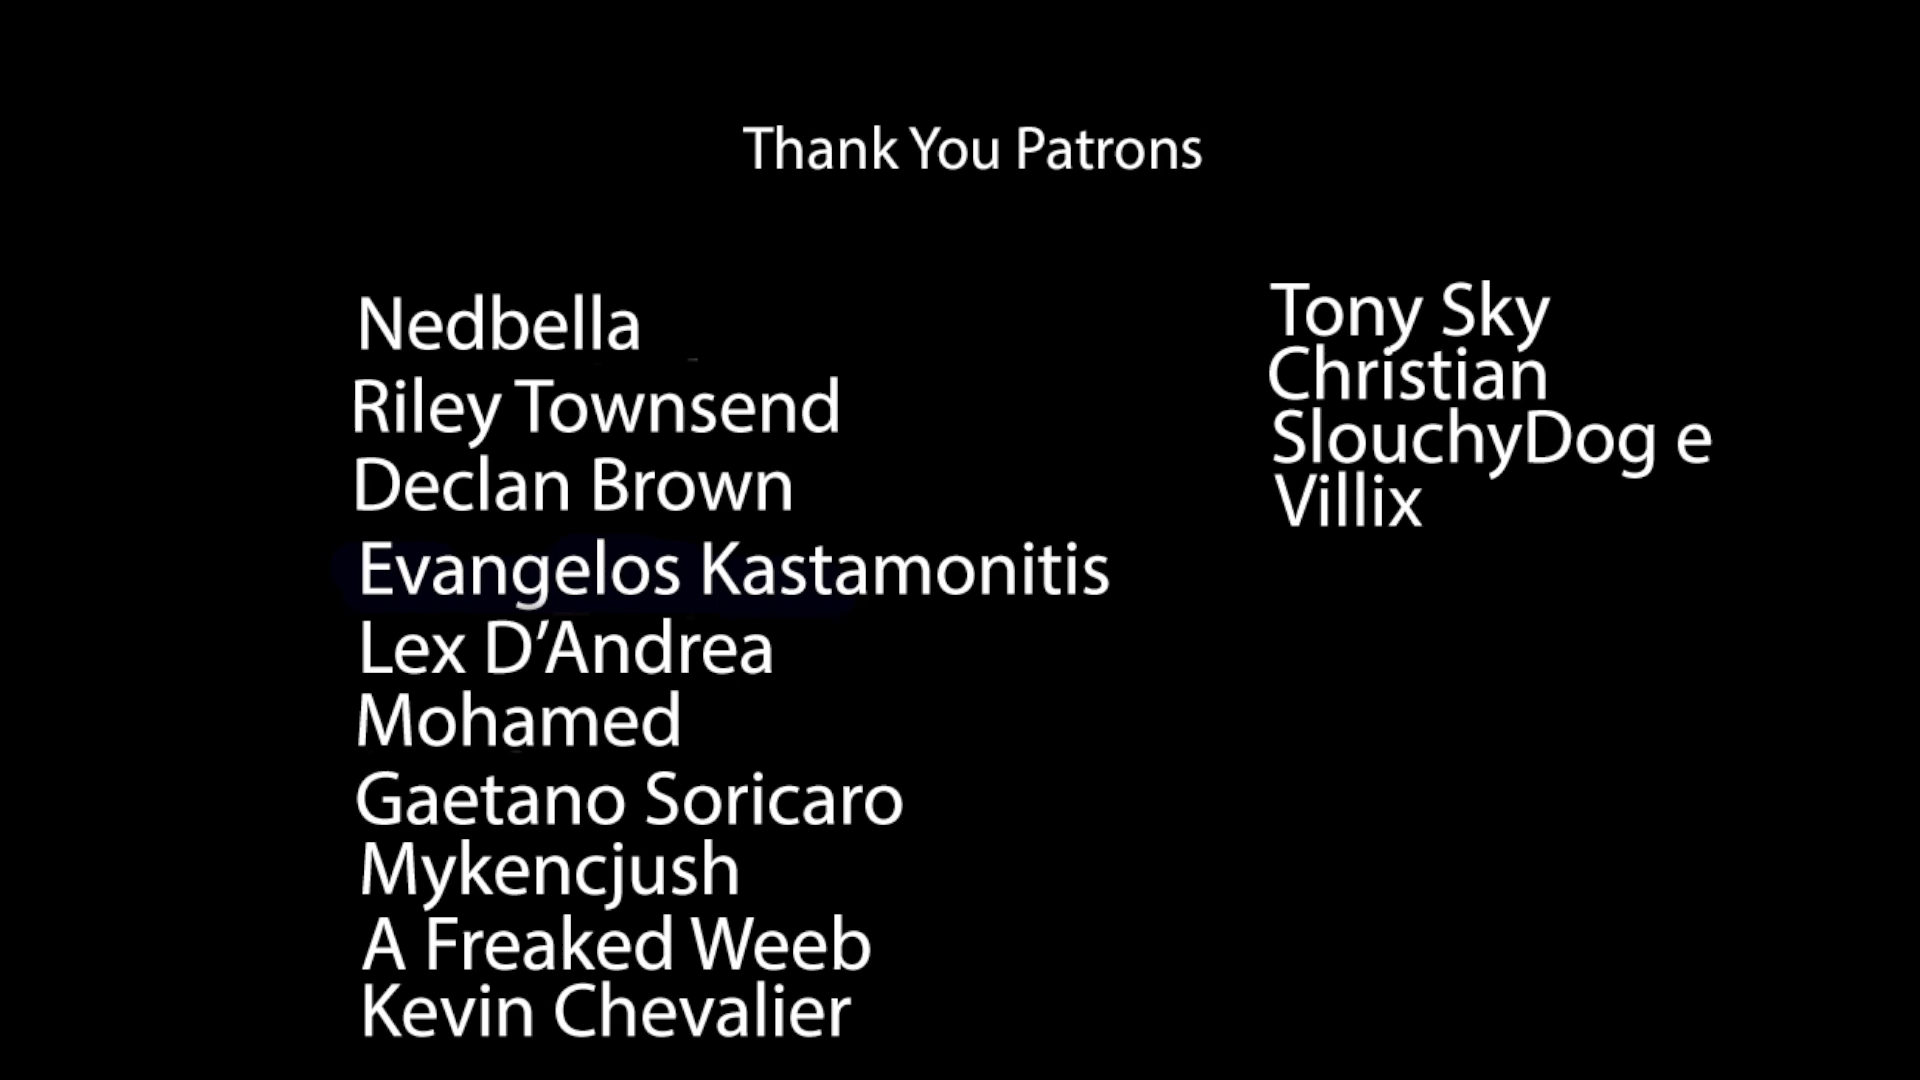 Thank You Patrons
Nedbella
Riley Townsend
Declan Brown
Evangelos Kastamonitis
Lex D’Andrea
Mohamed
Gaetano Soricaro
Mykencjush
A Freaked Weeb
Kevin Chevalier
Tony Sky
Christian
SlouchyDog e
Villix